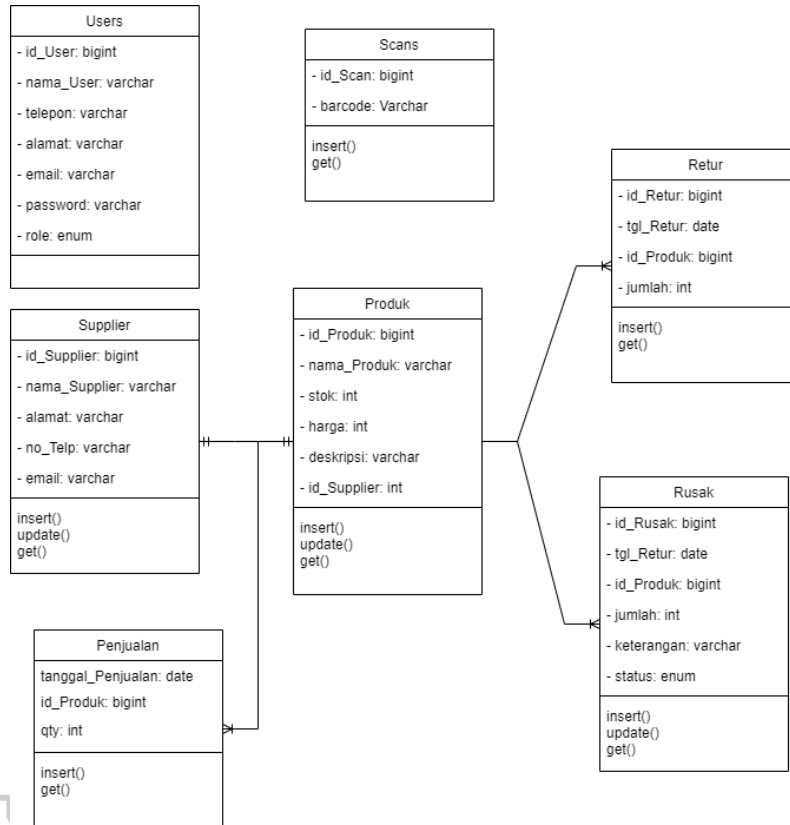 Users
- id_User: bigint
- nama_User: varchar
- telepon: varchar
- alamat: varchar
- email: varchar
- password: varchar
- role: enum
Scans
- id_Scan: bigint
- barcode: Varchar
insert()
get()
Retur
- id_Retur: bigint
- tgl_Retur: date
- id_Produk: bigint
- jumlah: int
insert()
get()
Supplier
- id_Supplier: bigint
- nama_Supplier: varchar
- alamat: varchar
- no_Telp: varchar
- email: varchar
insert()
update()
get()
Produk
- id_Produk: bigint
- nama_Produk: varchar
- stok: int
- harga: int
- deskripsi: varchar
- id_Supplier: int
insert()
update()
get()
Rusak
- id_Rusak: bigint
- tgl_Retur: date
- id_Produk: bigint
- jumlah: int
- keterangan: varchar
- status: enum
insert()
update()
get()
Penjualan
tanggal_Penjualan: date
id_Produk: bigint
qty: int
insert()
get()